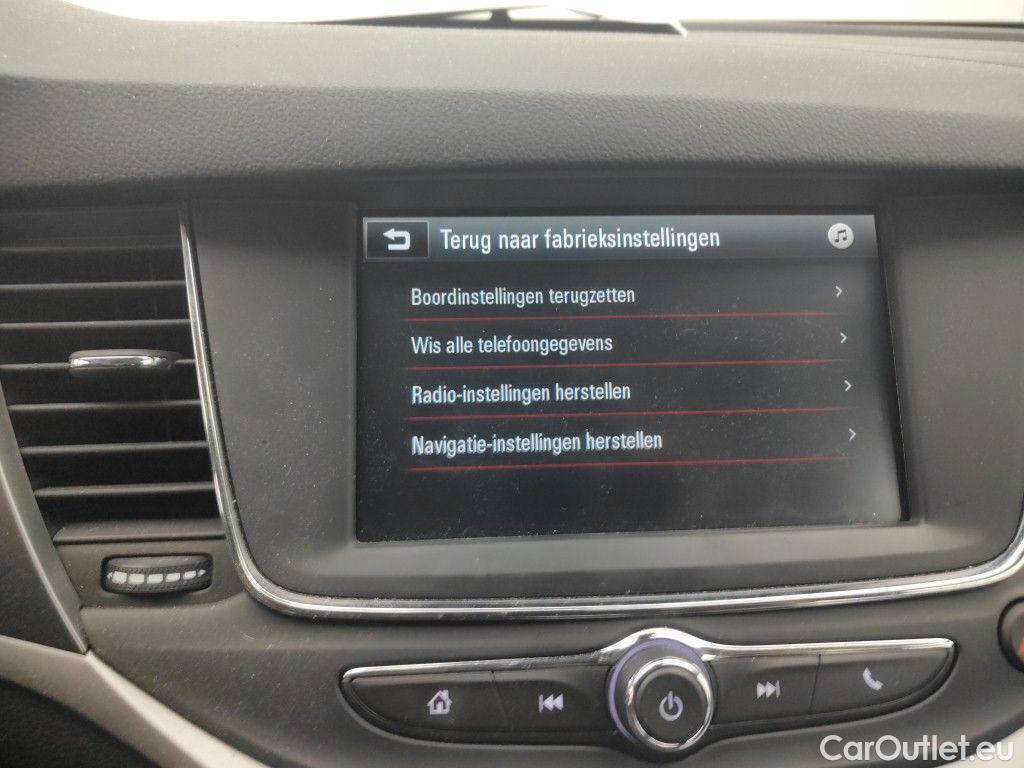 Terug naar fabrieksinstellingen
Boordinstellingen terugzetten
Wis alle telefoongegevens
Radio-instellingen herstellen
Navigatie-instellingen herstellen
CarOutlet.eu